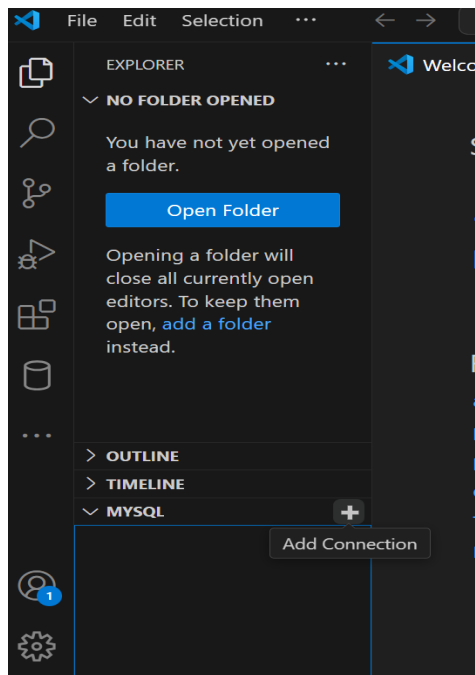 File Edit Selection ···
EXPLORER ···
Welco
NO FOLDER OPENED
You have not yet opened
a folder.
Open Folder
Opening a folder will
close all currently open
editors. To keep them
open, add a folder
instead.
OUTLINE
TIMELINE
MYSQL
Add Connection
1